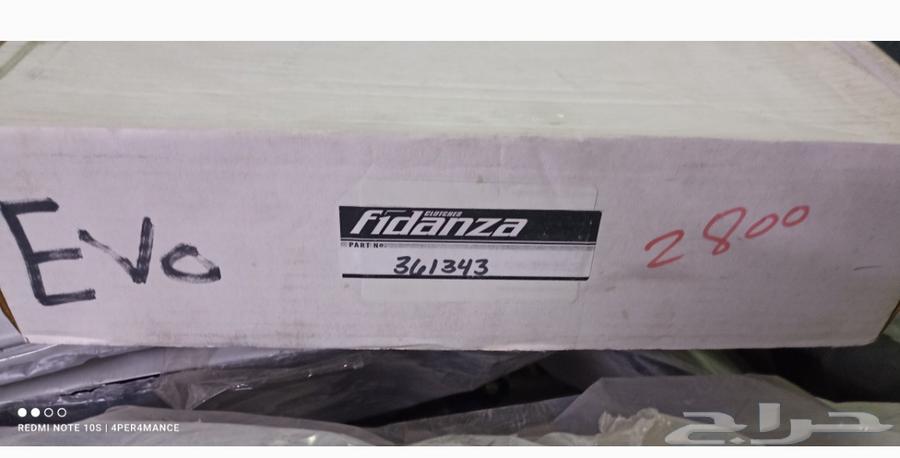 Evo
CLUTCHES
fidanza
PART No.
361343
2800
REDMI NOTE 10S | 4PER4MANCE
حراج